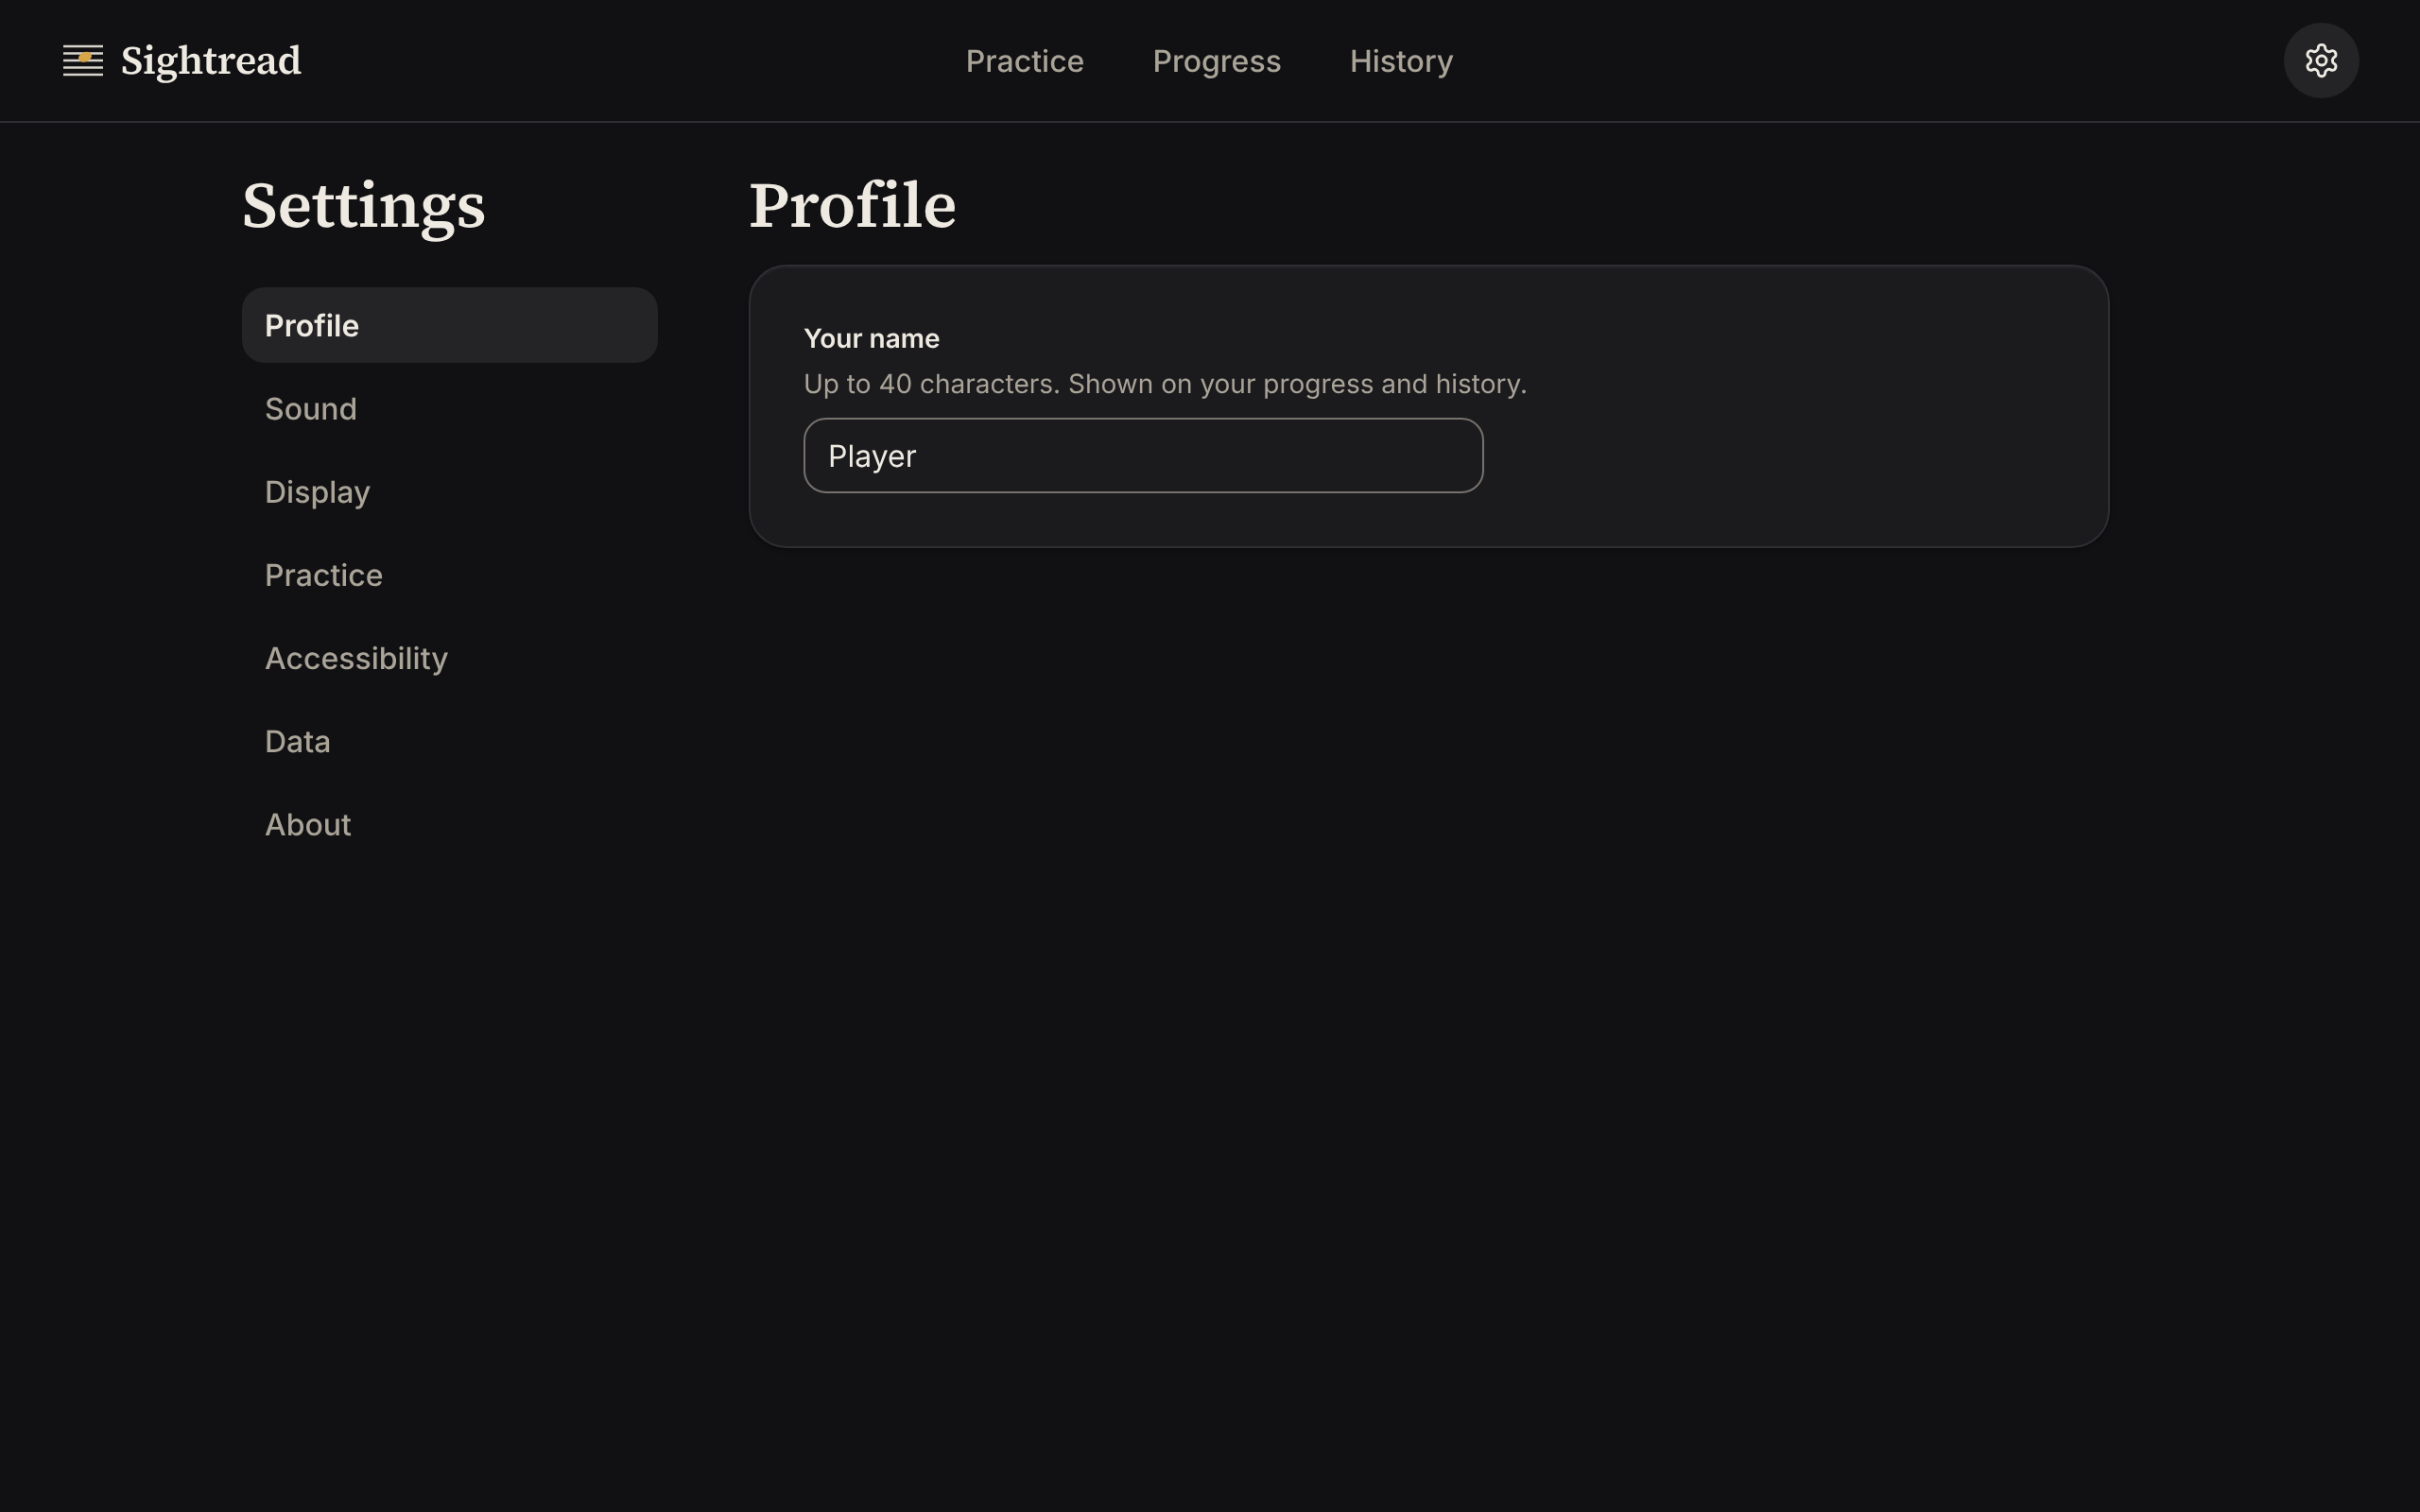 Sightread
Practice
Progress
History
Settings
Profile
Sound
Display
Practice
Accessibility
Data
About
Profile
Your name
Up to 40 characters. Shown on your progress and history.
Player